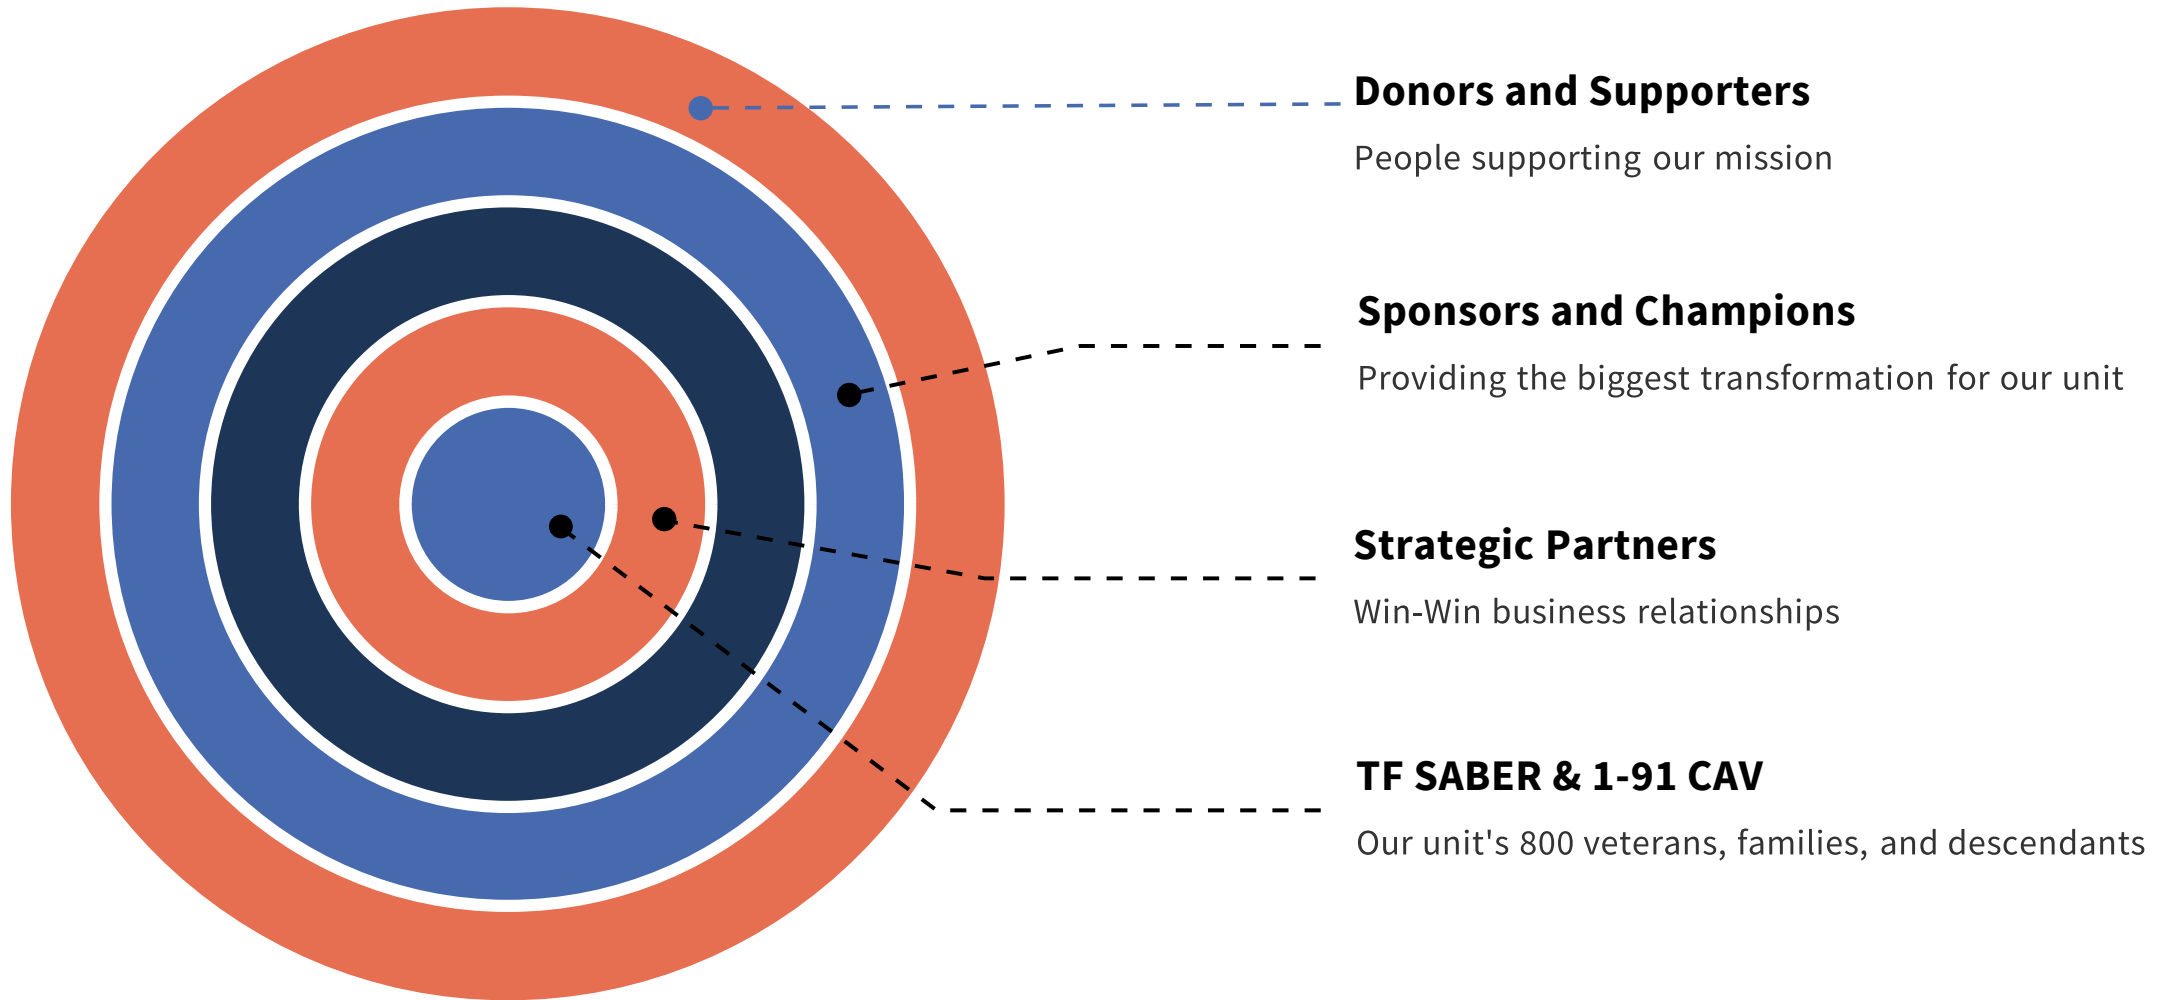 Donors and Supporters
People supporting our mission
Sponsors and Champions
Providing the biggest transformation for our unit
Strategic Partners
Win-Win business relationships
TF SABER & 1-91 CAV
Our unit's 800 veterans, families, and descendants